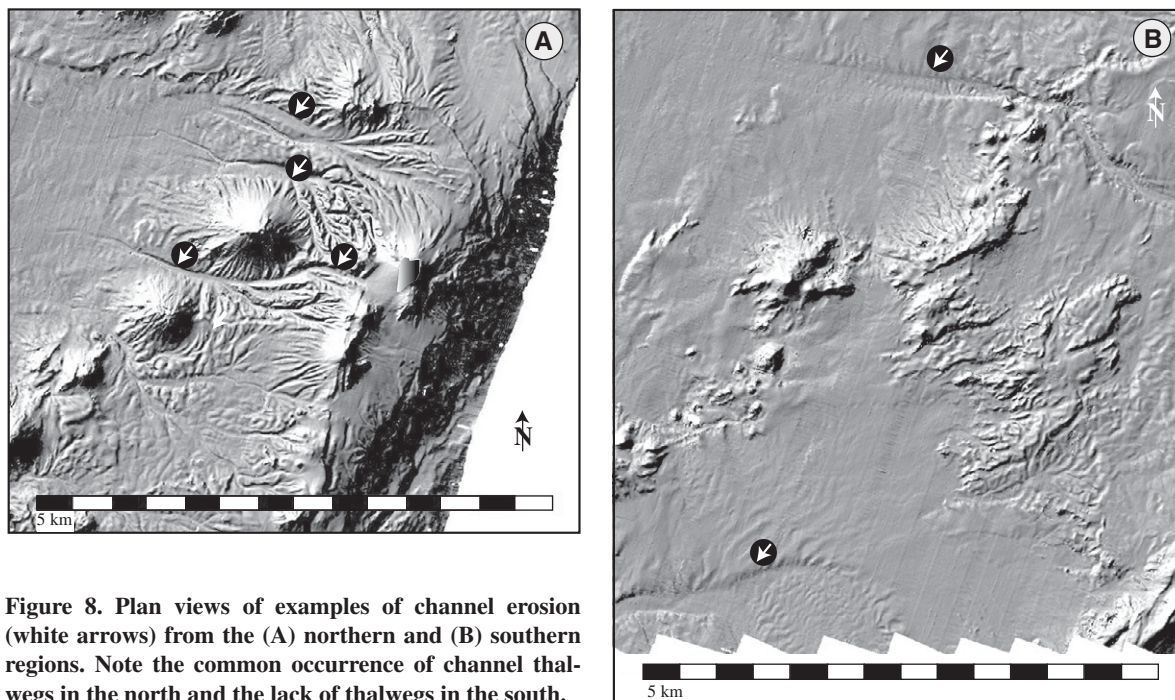 A
N
5 km
B
N
5 km
Figure 8. Plan views of examples of channel erosion
(white arrows) from the (A) northern and (B) southern
regions. Note the common occurrence of channel thal-
wegs in the north and the lack of thalwegs in the south.